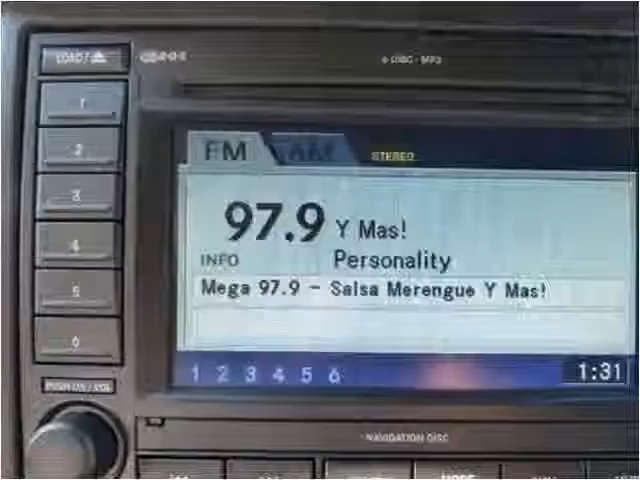 LOAD/
6 DISC - MP3
1
2
3
4
5
6
FM AM STEREO
97.9 Y Mas!
INFO Personality
Mega 97.9 - Salsa Merengue Y Mas!
1 2 3 4 5 6 1:31
PUSH ON / VOL
NAVIGATION DISC